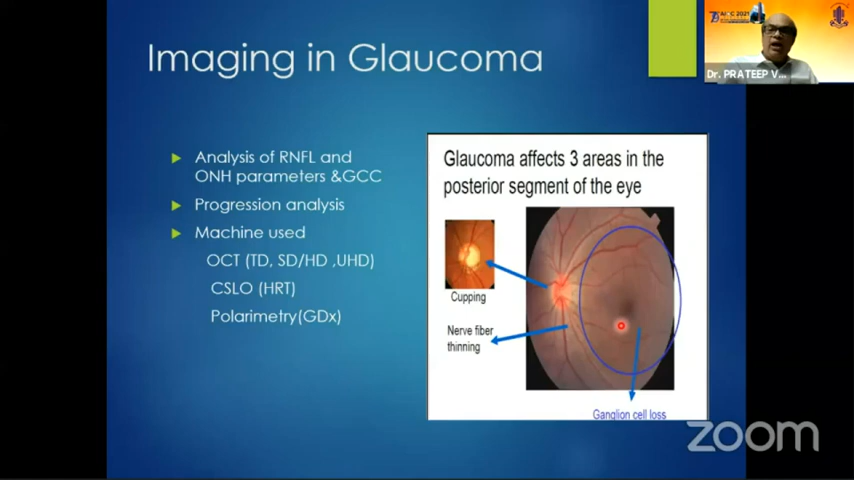 Imaging in Glaucoma
Analysis of RNFL and
ONH parameters &GCC
Progression analysis
Machine used
OCT (TD, SD/HD ,UHD)
CSLO (HRT)
Polarimetry(GDx)
Glaucoma affects 3 areas in the
posterior segment of the eye
Cupping
Nerve fiber
thinning
Ganglion cell loss
Dr. PRATEEP V...
zoom